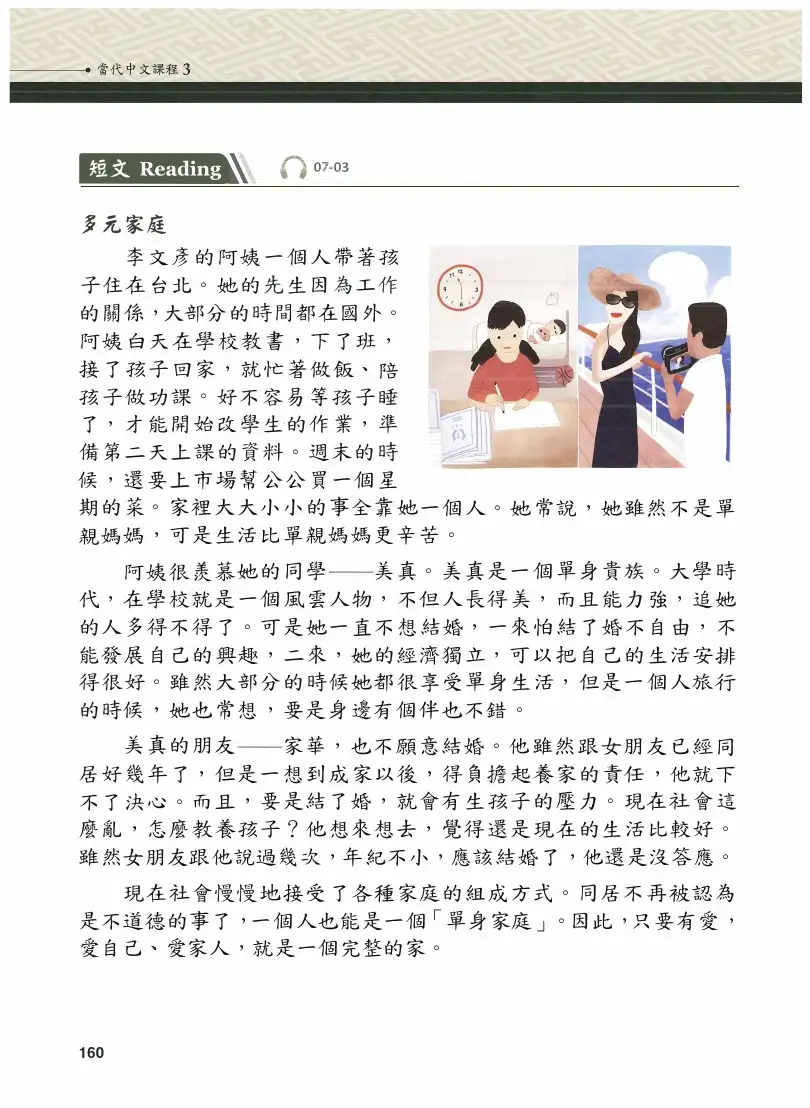 當代中文課程 3
短文 Reading
07-03
多元家庭
李文彥的阿姨一個人帶著孩
子住在台北。她的先生因為工作
的關係，大部分的時間都在國外。
阿姨白天在學校教書，下了班，
接了孩子回家，就忙著做飯、陪
孩子做功課。好不容易等孩子睡
了，才能開始改學生的作業，準
備第二天上課的資料。週末的時
候，還要上市場幫公公買一個星
期的菜。家裡大大小小的事全靠她一個人。她常說，她雖然不是單
親媽媽，可是生活比單親媽媽更辛苦。
阿姨很羨慕她的同學——美真。美真是一個單身貴族。大學時
代，在學校就是一個風雲人物，不但人長得美，而且能力強，追她
的人多得不得了。可是她一直不想結婚，一來怕結了婚不自由，不
能發展自己的興趣，二來，她的經濟獨立，可以把自己的生活安排
得很好。雖然大部分的時候她都很享受單身生活，但是一個人旅行
的時候，她也常想，要是身邊有個伴也不錯。
美真的朋友——家華，也不願意結婚。他雖然跟女朋友已經同
居好幾年了，但是一想到成家以後，得負擔起養家的責任，他就下
不了決心。而且，要是結了婚，就會有生孩子的壓力。現在社會這
麼亂，怎麼教養孩子？他想來想去，覺得還是現在的生活比較好。
雖然女朋友跟他說過幾次，年紀不小，應該結婚了，他還是沒答應。
現在社會慢慢地接受了各種家庭的組成方式。同居不再被認為
是不道德的事了，一個人也能是一個「單身家庭」。因此，只要有愛，
愛自己、愛家人，就是一個完整的家。
160